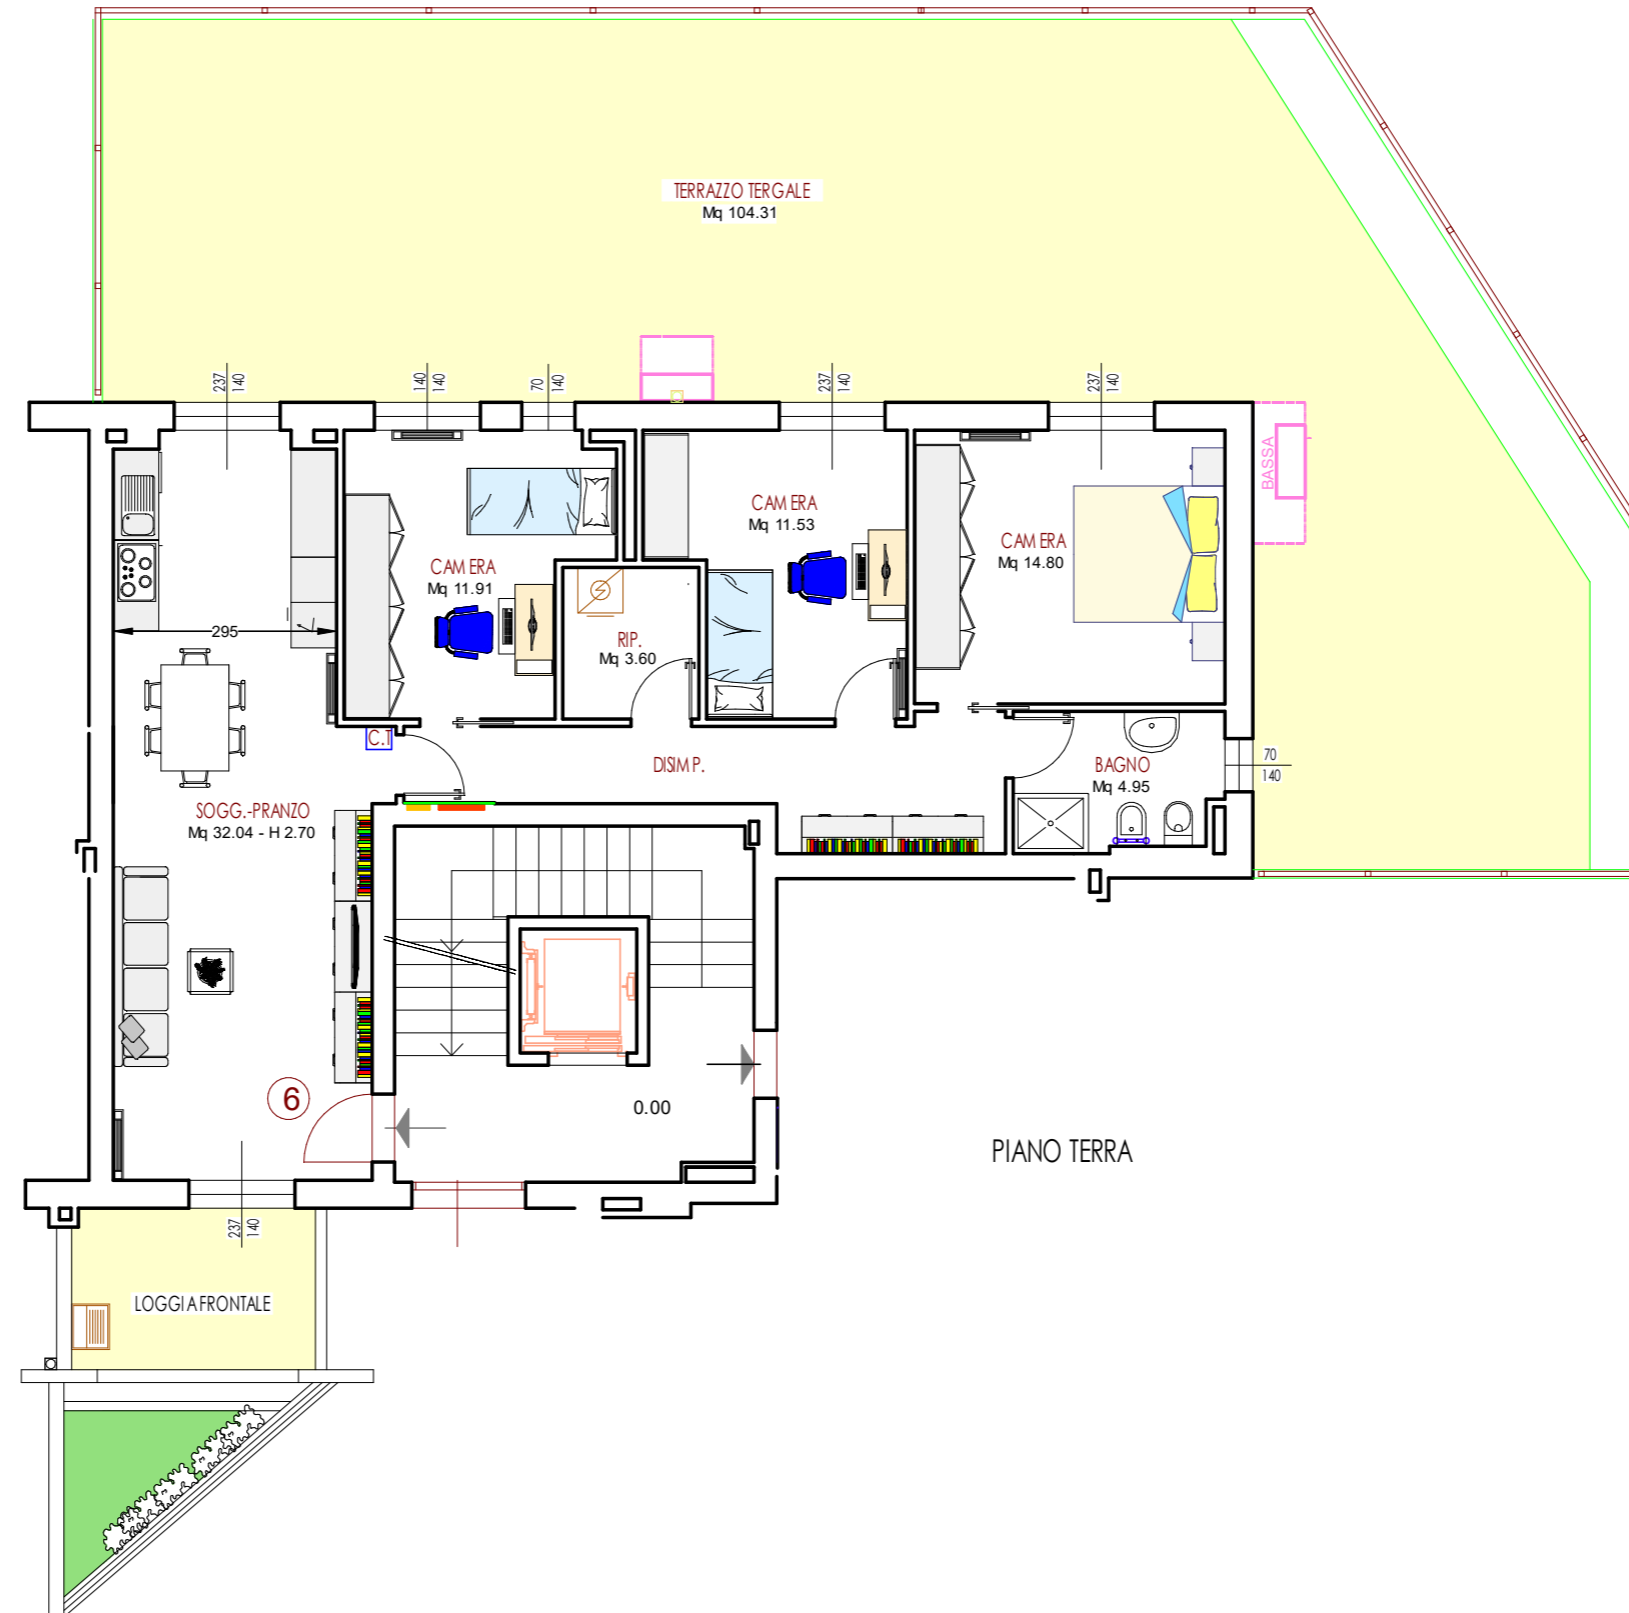 TERRAZZO TERGALE
Mq 104.31
237
140
140
140
70
140
237
140
237
140
BASSA
CAMERA
Mq 11.53
CAMERA
Mq 14.80
CAMERA
Mq 11.91
295
RIP.
Mq 3.60
C.T
DISIMP.
BAGNO
Mq 4.95
70
140
SOGG.-PRANZO
Mq 32.04 - H 2.70
6
0.00
PIANO TERRA
237
140
LOGGIA FRONTALE